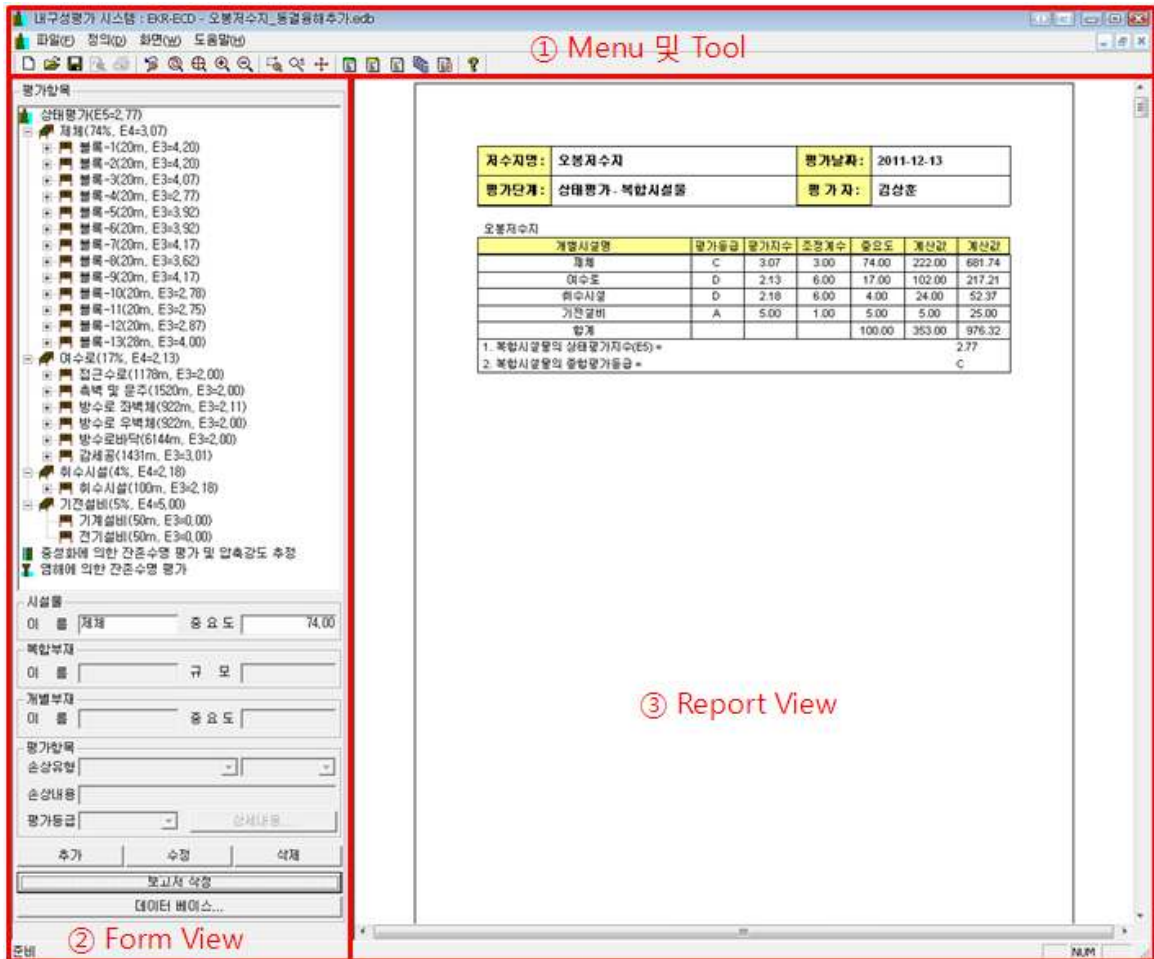 내구성평가 시스템 : EKR-ECD - 오봉저수지_동결융해추가.edb
파일(F) 정의(D) 화면(W) 도움말(H)
① Menu 및 Tool
평가항목
상태평가(E5=2,77)
제체(74%, E4=3,07)
블록-1(20m, E3=4,20)
블록-2(20m, E3=4,20)
블록-3(20m, E3=4,07)
블록-4(20m, E3=2,77)
블록-5(20m, E3=3,92)
블록-6(20m, E3=3,92)
블록-7(20m, E3=4,17)
블록-8(20m, E3=3,62)
블록-9(20m, E3=4,17)
블록-10(20m, E3=2,78)
블록-11(20m, E3=2,75)
블록-12(20m, E3=2,87)
블록-13(28m, E3=4,00)
여수로(17%, E4=2,13)
접근수로(1178m, E3=2,00)
측벽 및 문주(1520m, E3=2,00)
방수로 좌벽체(922m, E3=2,11)
방수로 우벽체(922m, E3=2,00)
방수로바닥(6144m, E3=2,00)
감세공(1431m, E3=3,01)
취수시설(4%, E4=2,18)
취수시설(100m, E3=2,18)
기전설비(5%, E4=5,00)
기계설비(50m, E3=0,00)
전기설비(50m, E3=0,00)
중성화에 의한 잔존수명 평가 및 압축강도 추정
염해에 의한 잔존수명 평가
시설물
이 름 제체 중 요 도 74,00
복합부재
이 름 규 모
개별부재
이 름 중 요 도
평가항목
손상유형
손상내용
평가등급 상세내용...
추가 수정 삭제
보고서 작성
데이터 베이스...
② Form View
준비
저수지명: 오봉저수지 평가날짜: 2011-12-13
평가단계: 상태평가 - 복합시설물 평 가 자: 김상훈
오봉저수지
개별시설명 평가등급 평가지수 조정계수 중요도 계산값 계산값
제체 C 3.07 3.00 74.00 222.00 681.74
여수로 D 2.13 6.00 17.00 102.00 217.21
취수시설 D 2.18 6.00 4.00 24.00 52.37
기전설비 A 5.00 1.00 5.00 5.00 25.00
합계 100.00 353.00 976.32
1. 복합시설물의 상태평가지수(E5) = 2.77
2. 복합시설물의 종합평가등급 = C
③ Report View
NUM